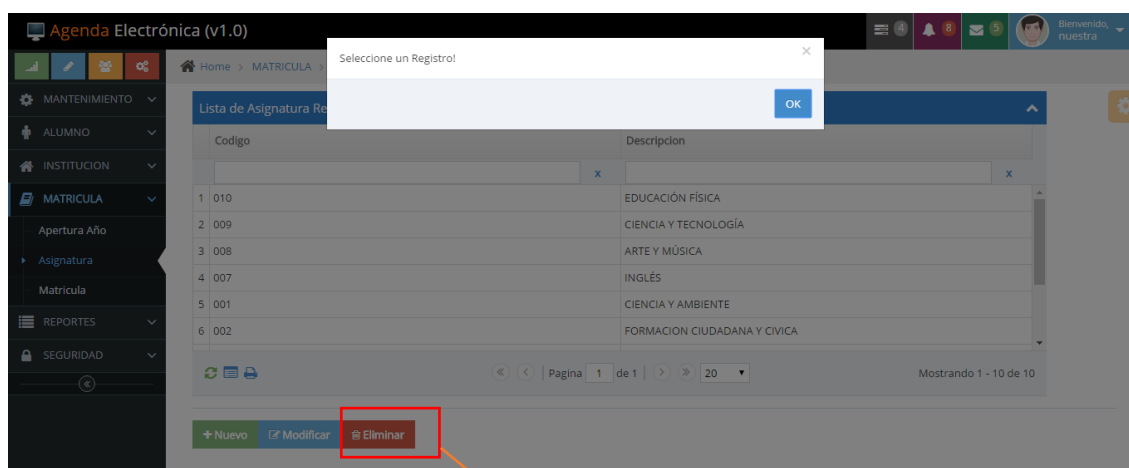 Agenda Electrónica (v1.0)
4
8
5
Bienvenido,
nuestra
Seleccione un Registro!
×
OK
Home > MATRICULA >
MANTENIMIENTO
ALUMNO
INSTITUCION
MATRICULA
Apertura Año
Asignatura
Matricula
REPORTES
SEGURIDAD
Lista de Asignatura Re
Codigo Descripcion
x x
1 010 EDUCACIÓN FÍSICA
2 009 CIENCIA Y TECNOLOGÍA
3 008 ARTE Y MÚSICA
4 007 INGLÉS
5 001 CIENCIA Y AMBIENTE
6 002 FORMACION CIUDADANA Y CIVICA
Pagina 1 de 1 20 Mostrando 1 - 10 de 10
+ Nuevo Modificar Eliminar